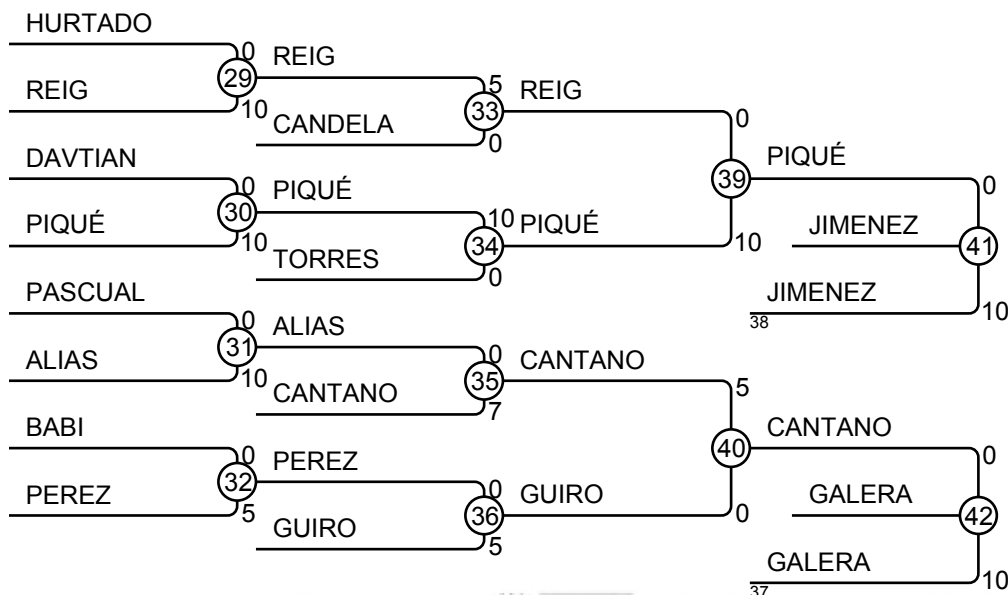 HURTADO
0 REIG
29 5 REIG
REIG 10 33 0
CANDELA 0
DAVTIAN 39 PIQUÉ
0 PIQUÉ 0
30 10 PIQUÉ 10 JIMENEZ 41
PIQUÉ 10 34
TORRES 0
PASCUAL JIMENEZ 10
38
0 ALIAS
31 0 CANTANO
ALIAS 10 35 5
CANTANO 7
BABI 40 CANTANO
0 PEREZ 0
32 0 GUIRO 0 GALERA 42
PEREZ 5 36
GUIRO 5
GALERA 10
37